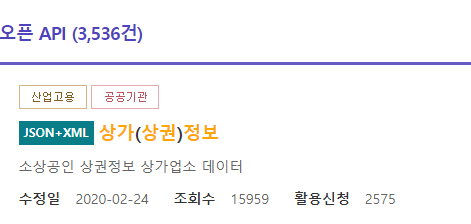 오픈 API (3,536건)
산업고용 공공기관
JSON+XML 상가(상권)정보
소상공인 상권정보 상가업소 데이터
수정일 2020-02-24 조회수 15959 활용신청 2575